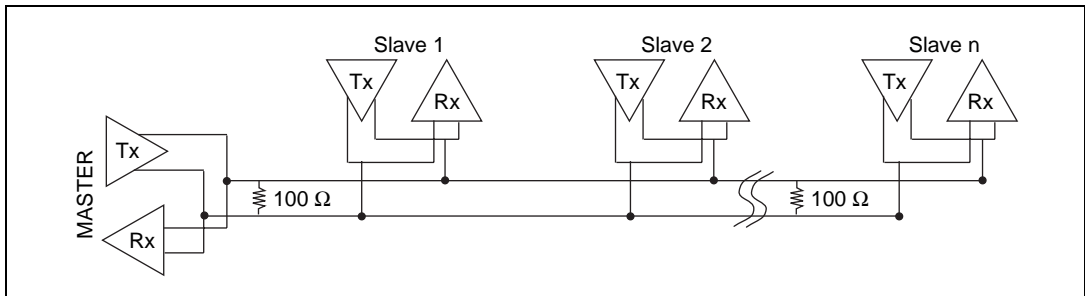 Slave 1
Slave 2
Slave n
Tx
Rx
Tx
Rx
Tx
Rx
MASTER
Tx
Rx
100 Ω
100 Ω